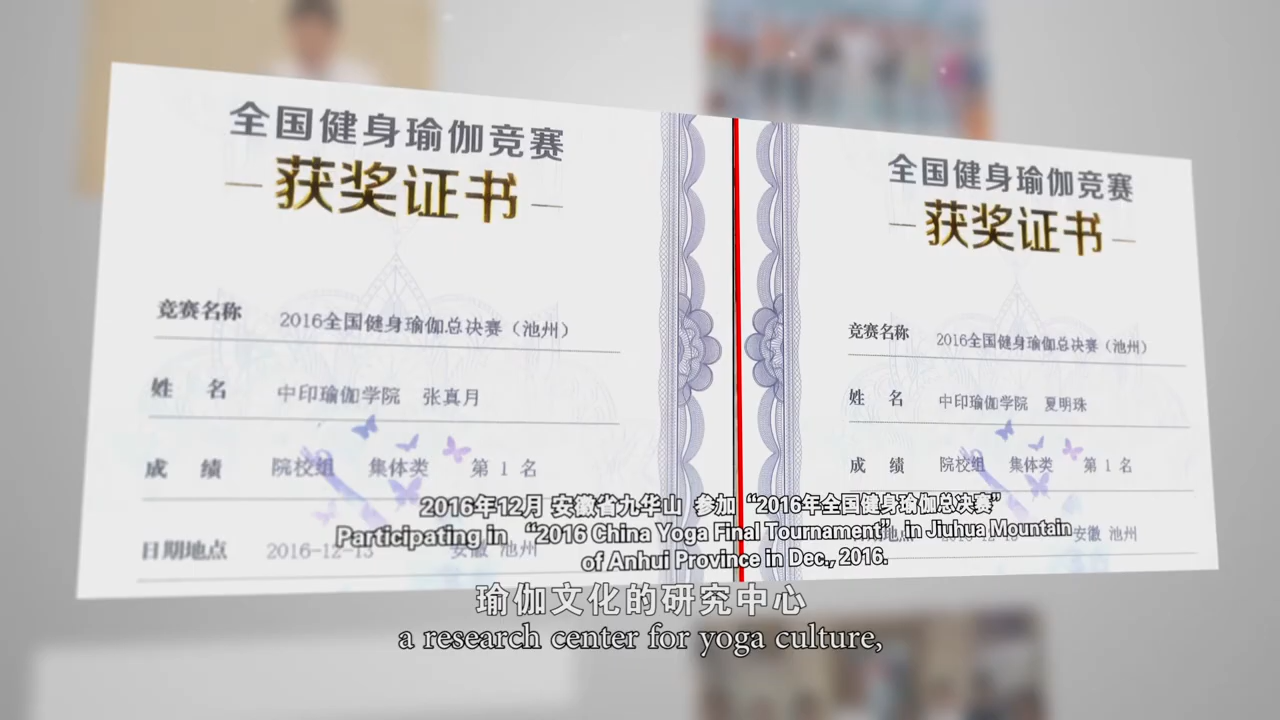 全国健身瑜伽竞赛
获奖证书
竞赛名称 2016全国健身瑜伽总决赛（池州）
姓 名 中印瑜伽学院 张真月
成 绩 院校组 集体类 第 1 名
日期地点 2016-12-13 安徽 池州
全国健身瑜伽竞赛
获奖证书
竞赛名称 2016全国健身瑜伽总决赛（池州）
姓 名 中印瑜伽学院 夏明珠
成 绩 院校组 集体类 第 1 名
安徽 池州
2016年12月 安徽省九华山 参加“2016年全国健身瑜伽总决赛”
Participating in “2016 China Yoga Final Tournament” in Jiuhua Mountain
of Anhui Province in Dec., 2016.
瑜伽文化的研究中心
a research center for yoga culture,